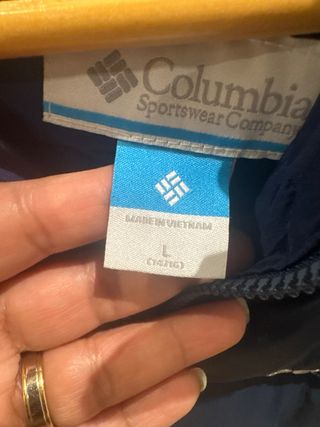 Columbia
Sportswear Company
MADE IN VIETNAM
L
(14/16)